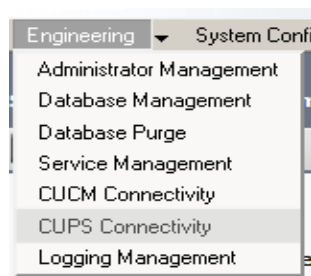 Engineering System Confi
Administrator Management
Database Management
Database Purge
Service Management
CUCM Connectivity
CUPS Connectivity
Logging Management